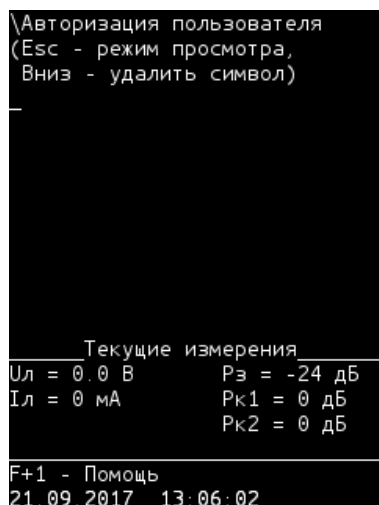 \Авторизация пользователя
(Esc - режим просмотра,
Вниз - удалить символ)
_
Текущие измерения
Uл = 0.0 В Pз = -24 дБ
Iл = 0 мА Pк1 = 0 дБ
Pк2 = 0 дБ
F+1 - Помощь
21.09.2017 13:06:02